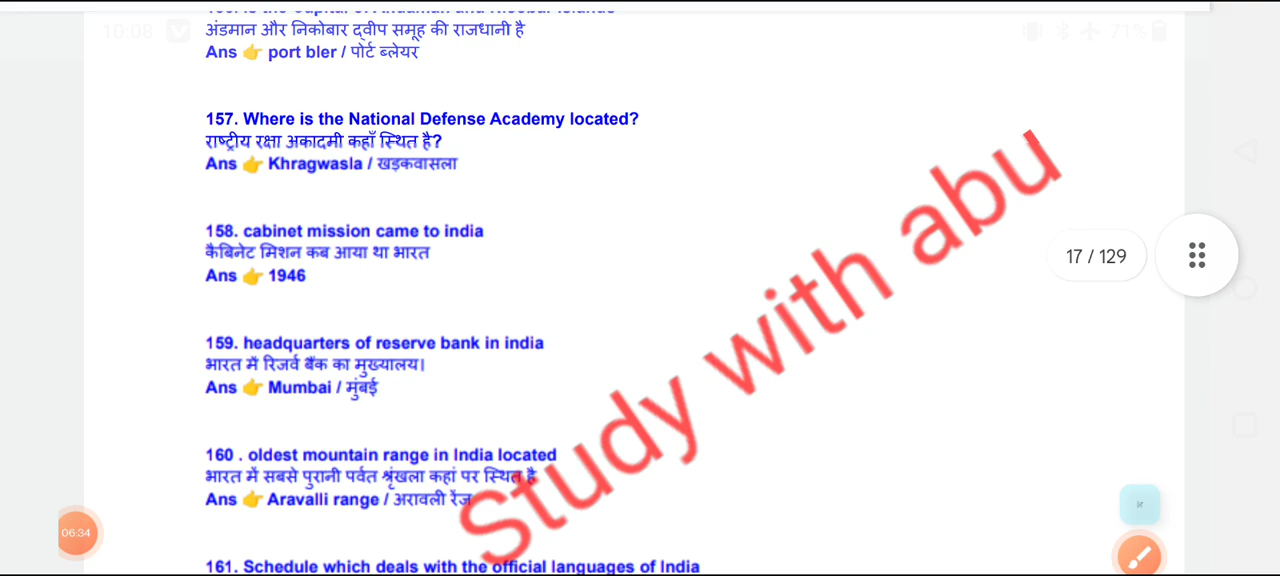 10:08
71%
अंडमान और निकोबार द्वीप समूह की राजधानी है
Ans 👉 port bler / पोर्ट ब्लेयर
157. Where is the National Defense Academy located?
राष्ट्रीय रक्षा अकादमी कहाँ स्थित है?
Ans 👉 Khragwasla / खड़कवासला
158. cabinet mission came to india
कैबिनेट मिशन कब आया था भारत
Ans 👉 1946
17 / 129
159. headquarters of reserve bank in india
भारत में रिजर्व बैंक का मुख्यालय।
Ans 👉 Mumbai / मुंबई
160 . oldest mountain range in India located
भारत में सबसे पुरानी पर्वत श्रृंखला कहां पर स्थित है
Ans 👉 Aravalli range / अरावली रेंज
161. Schedule which deals with the official languages of India
Study with abu
06:34